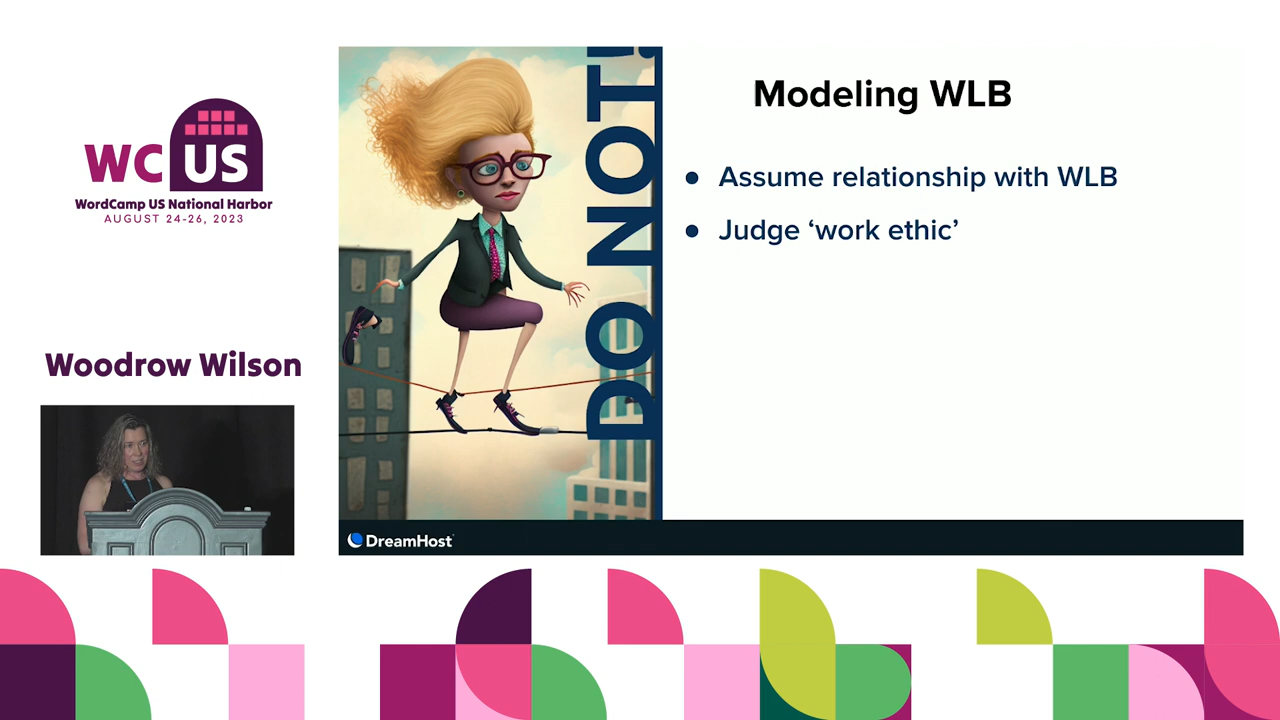 WC US
WordCamp US National Harbor
AUGUST 24-26, 2023
Woodrow Wilson
DO NOT!
Modeling WLB
● Assume relationship with WLB
● Judge ‘work ethic’
DreamHost